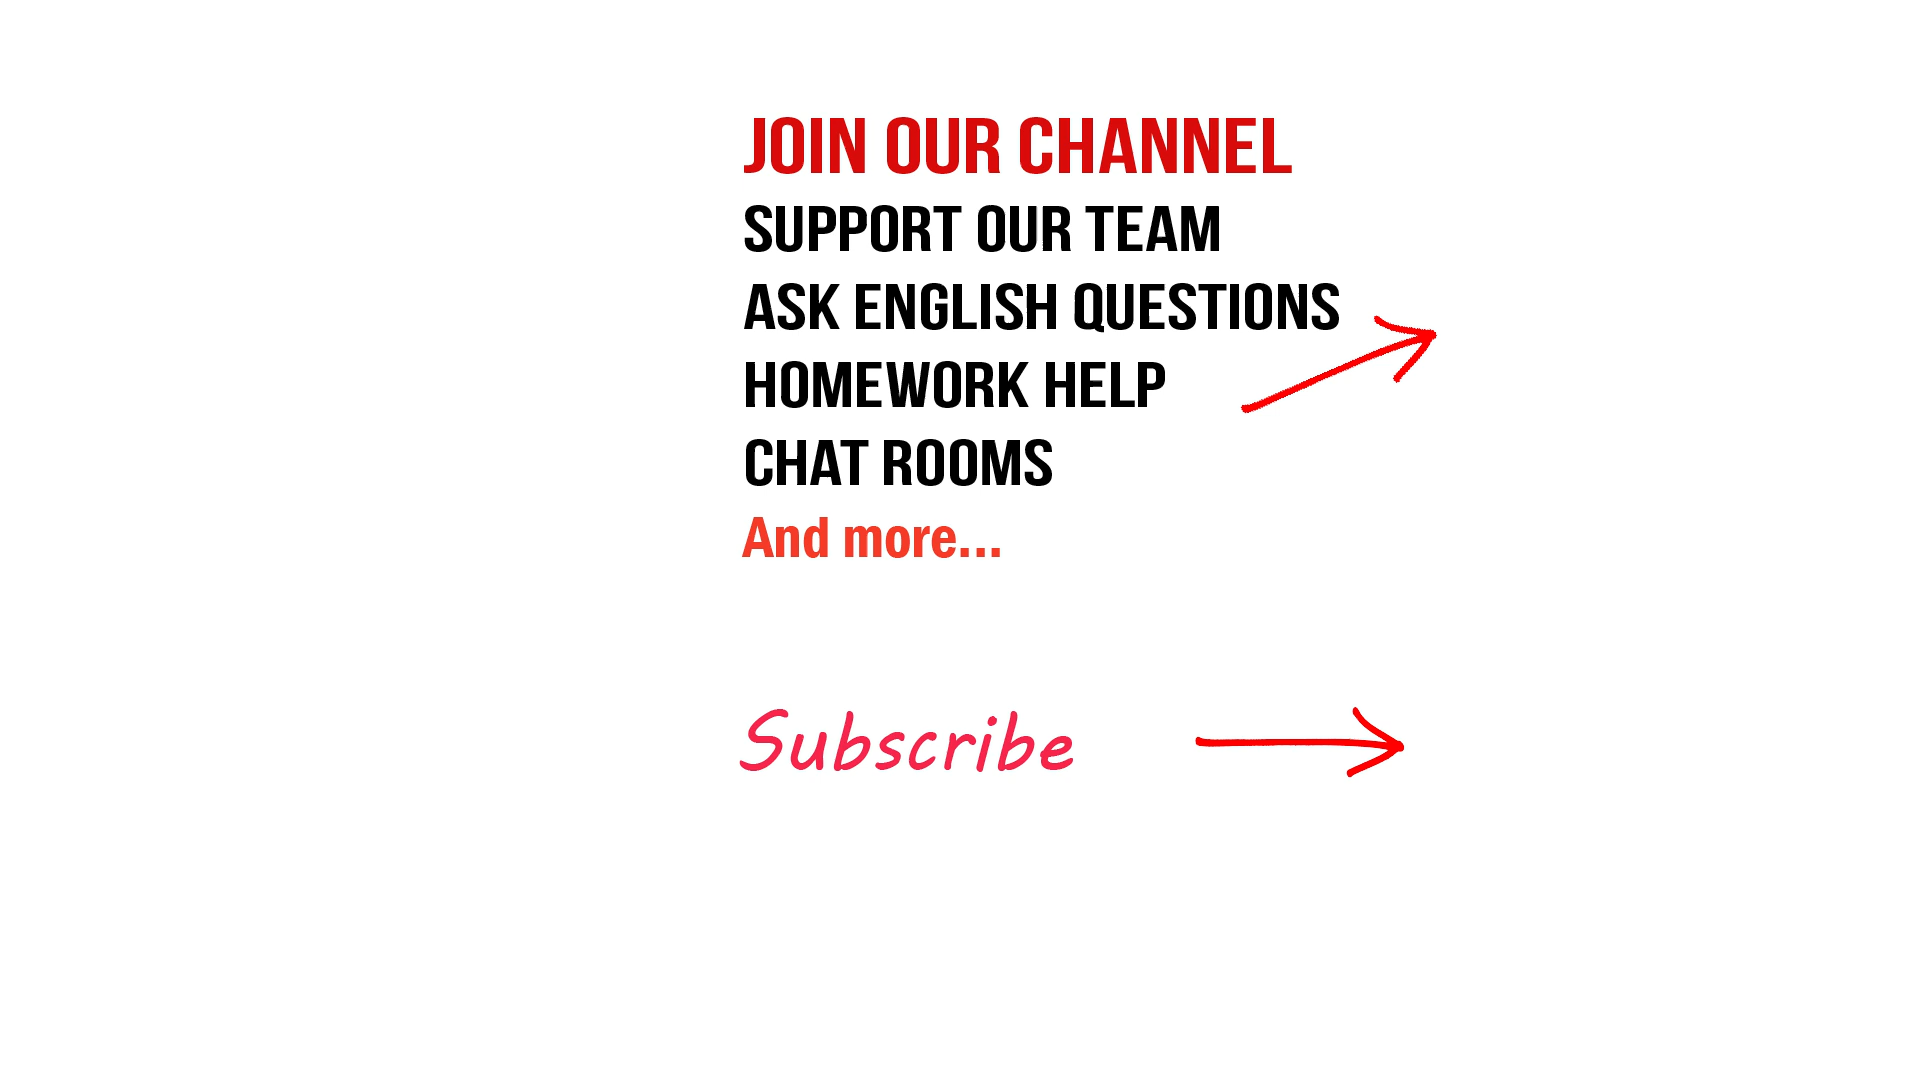 JOIN OUR CHANNEL
SUPPORT OUR TEAM
ASK ENGLISH QUESTIONS
HOMEWORK HELP
CHAT ROOMS
And more...
Subscribe